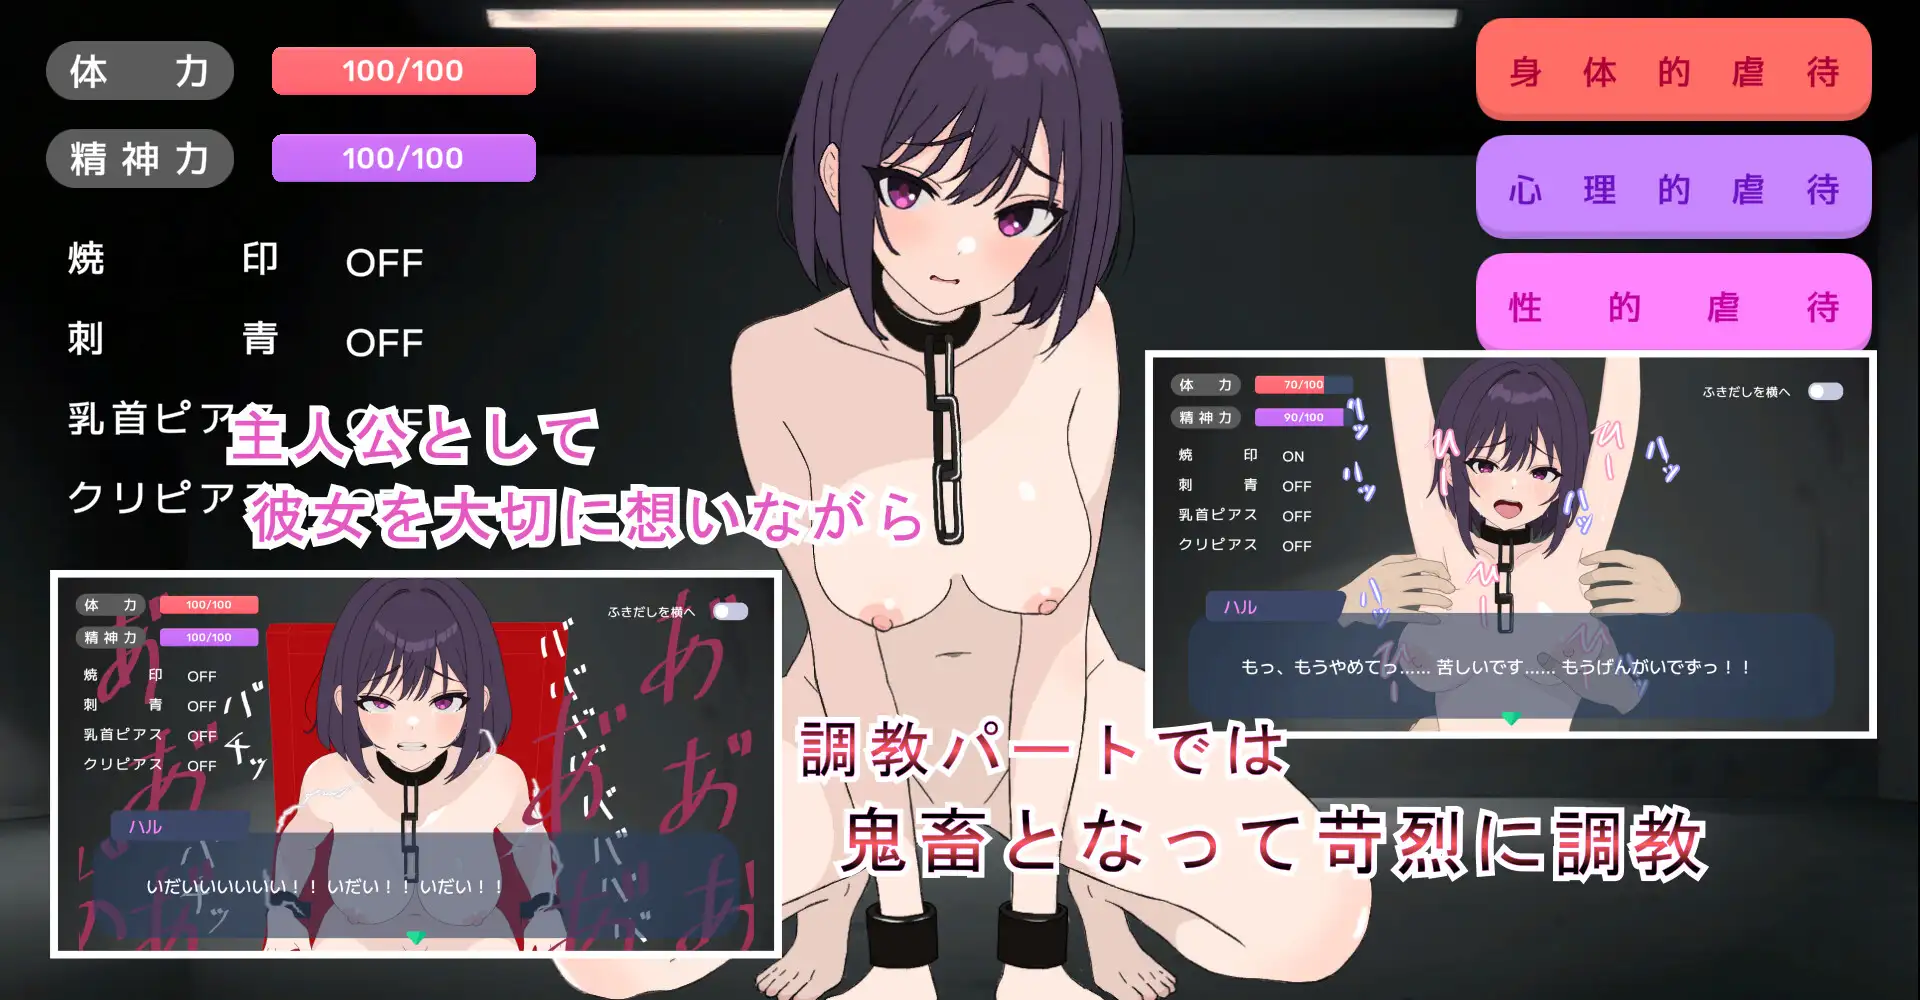 体力 100/100
精神力 100/100
焼印 OFF
刺青 OFF
乳首ピア
クリピア
身体的虐待
心理的虐待
性的虐待
主人公として
彼女を大切に想いながら
体力 70/100
精神力 90/100
焼印 ON
刺青 OFF
乳首ピアス OFF
クリピアス OFF
ふきだしを横へ
ハル
もっ、もうやめてっ…… 苦しいです…… もうげんがいでずっ！！
体力 100/100
精神力 100/100
焼印 OFF
刺青 OFF
乳首ピアス OFF
クリピアス OFF
ふきだしを横へ
ハル
いだいいいいいい！！ いだい！！ いだい！！
調教パートでは
鬼畜となって苛烈に調教